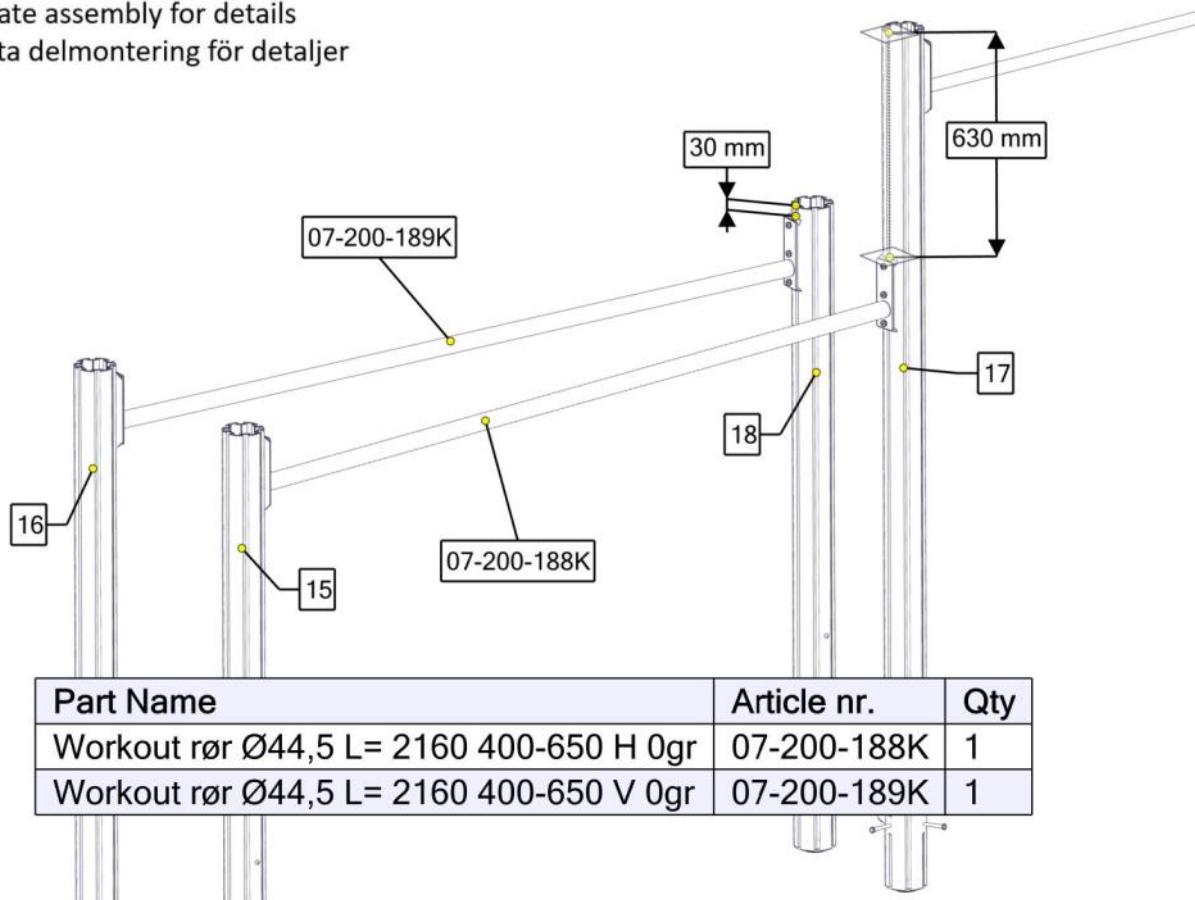 ate assembly for details
ta delmontering för detaljer
30 mm
630 mm
07-200-189K
17
18
16
07-200-188K
15
Part Name Article nr. Qty
Workout rør Ø44,5 L= 2160 400-650 H 0gr 07-200-188K 1
Workout rør Ø44,5 L= 2160 400-650 V 0gr 07-200-189K 1